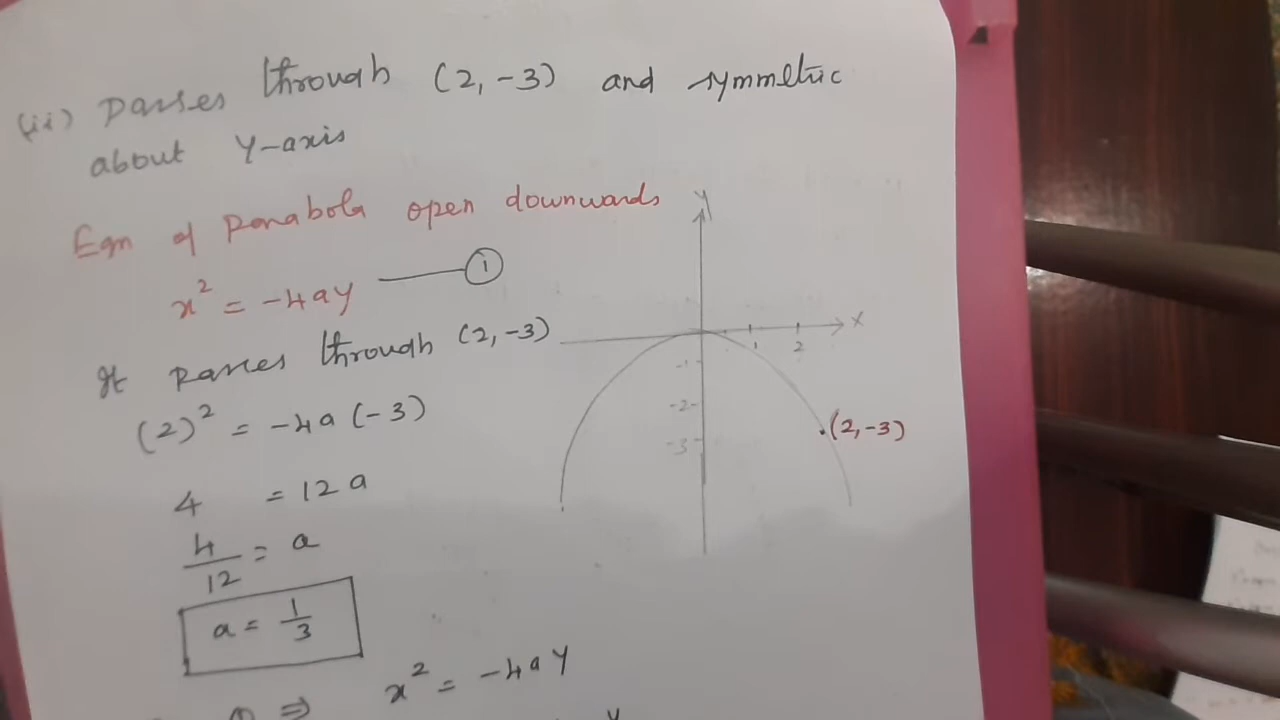 (ii) Passes through (2, -3) and symmetric
about Y-axis
Eqn of Parabola open downwards
x² = -4ay ——— ①
It Passes through (2, -3)
(2)² = -4a (-3)
4 = 12a
4/12 = a
a = 1/3
① ⇒ x² = -4ay
Y
X
1 2
-1
-2
-3
(2, -3)